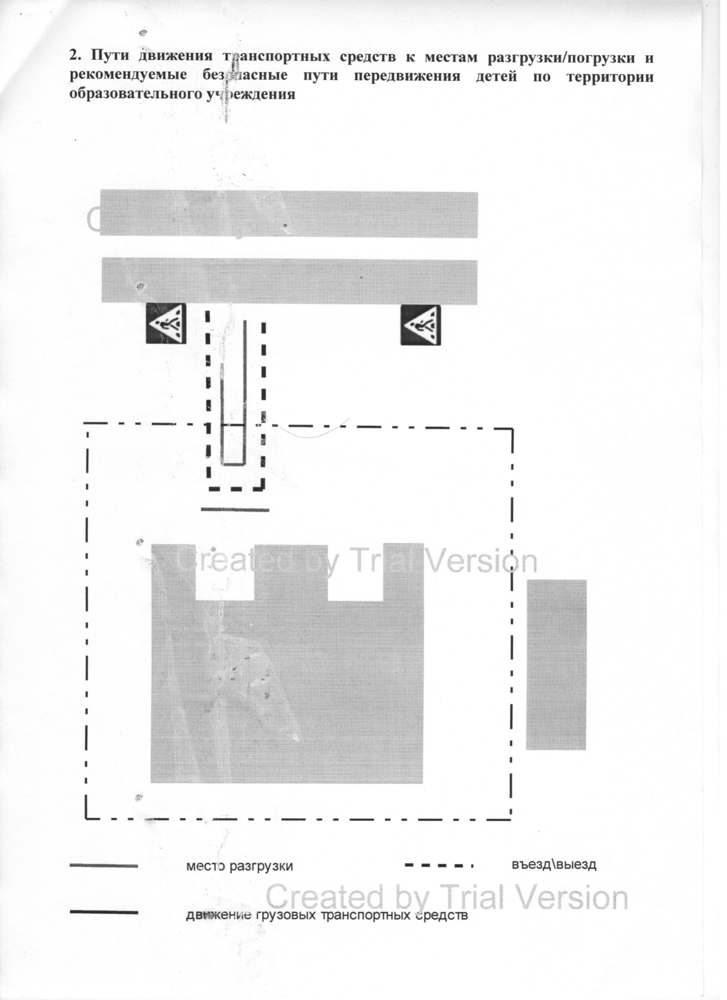 2. Пути движения транспортных средств к местам разгрузки/погрузки и
рекомендуемые безопасные пути передвижения детей по территории
образовательного учреждения
Created by Trial Version
место разгрузки
въезд\выезд
Created by Trial Version
движение грузовых транспортных средств